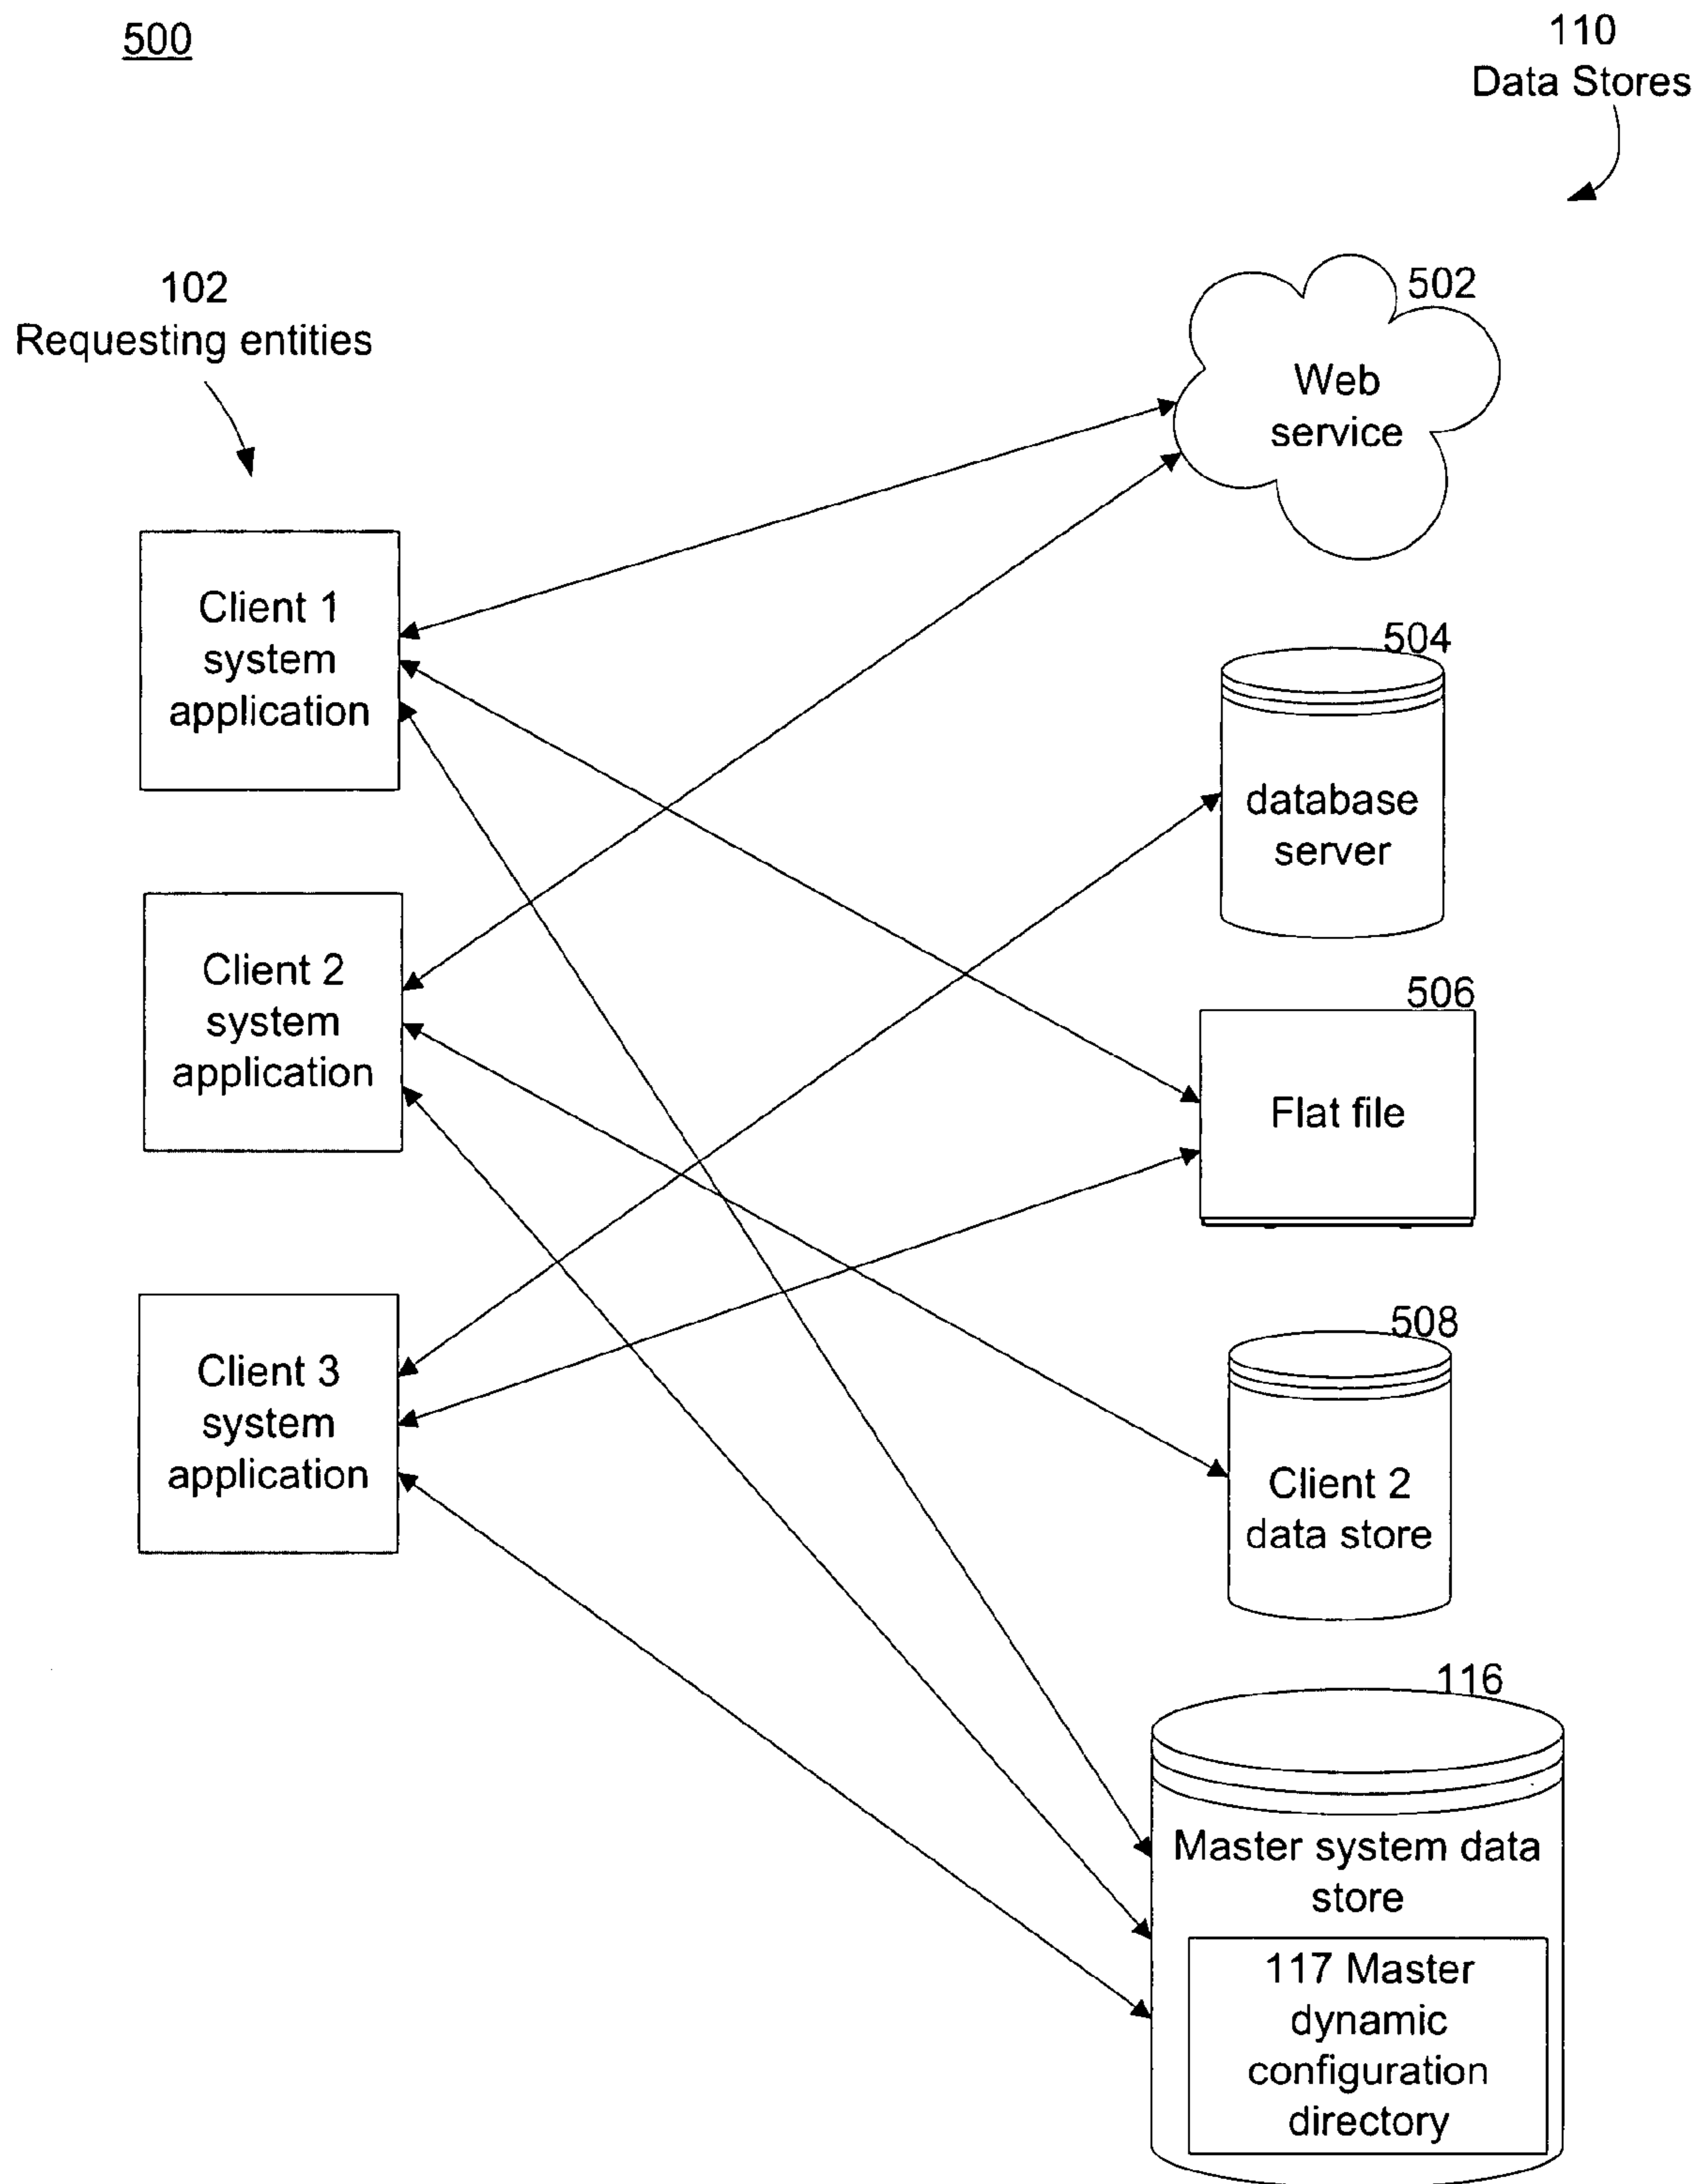 500
110
Data Stores
102
Requesting entities
502
Web
service
Client 1
system
application
504
database
server
Client 2
system
application
506
Flat file
Client 3
system
application
508
Client 2
data store
116
Master system data
store
117 Master
dynamic
configuration
directory